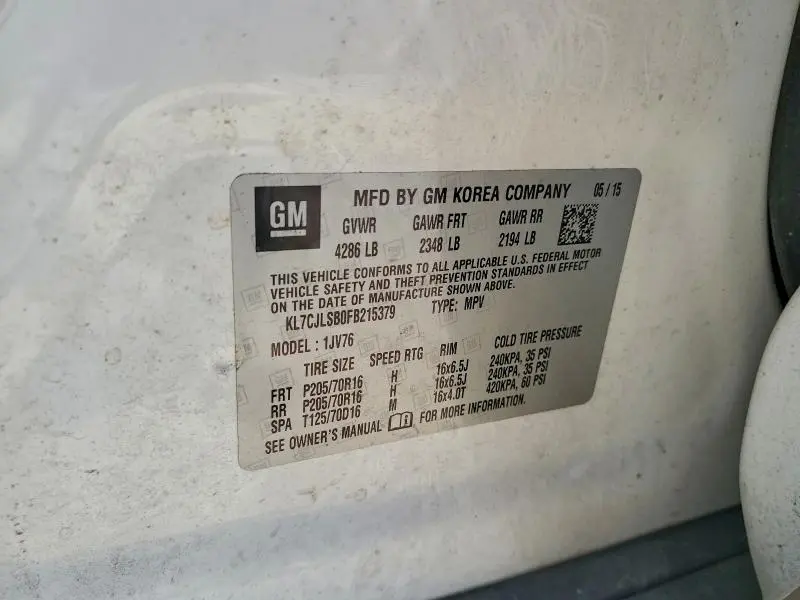 GM
MFD BY GM KOREA COMPANY 05 / 15
GVWR GAWR FRT GAWR RR
4286 LB 2348 LB 2194 LB
THIS VEHICLE CONFORMS TO ALL APPLICABLE U.S. FEDERAL MOTOR
VEHICLE SAFETY AND THEFT PREVENTION STANDARDS IN EFFECT
ON THE DATE OF MANUFACTURE SHOWN ABOVE.
KL7CJLSB0FB215379 TYPE: MPV
MODEL : 1JV76
TIRE SIZE SPEED RTG RIM COLD TIRE PRESSURE
FRT P205/70R16 H 16x6.5J 240KPA, 35 PSI
RR P205/70R16 H 16x6.5J 240KPA, 35 PSI
SPA T125/70D16 M 16x4.0T 420KPA, 60 PSI
SEE OWNER'S MANUAL FOR MORE INFORMATION.